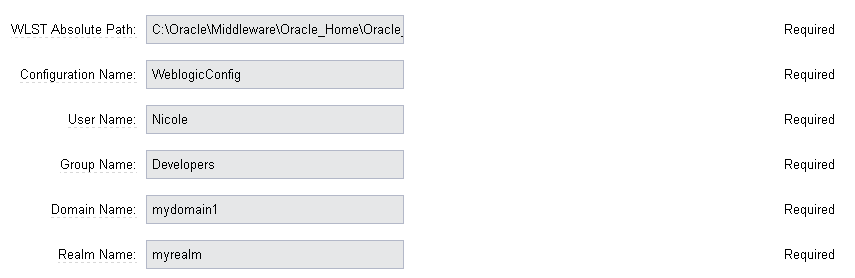 WLST Absolute Path: C:\Oracle\Middleware\Oracle_Home\Oracle_ Required
Configuration Name: WeblogicConfig Required
User Name: Nicole Required
Group Name: Developers Required
Domain Name: mydomain1 Required
Realm Name: myrealm Required